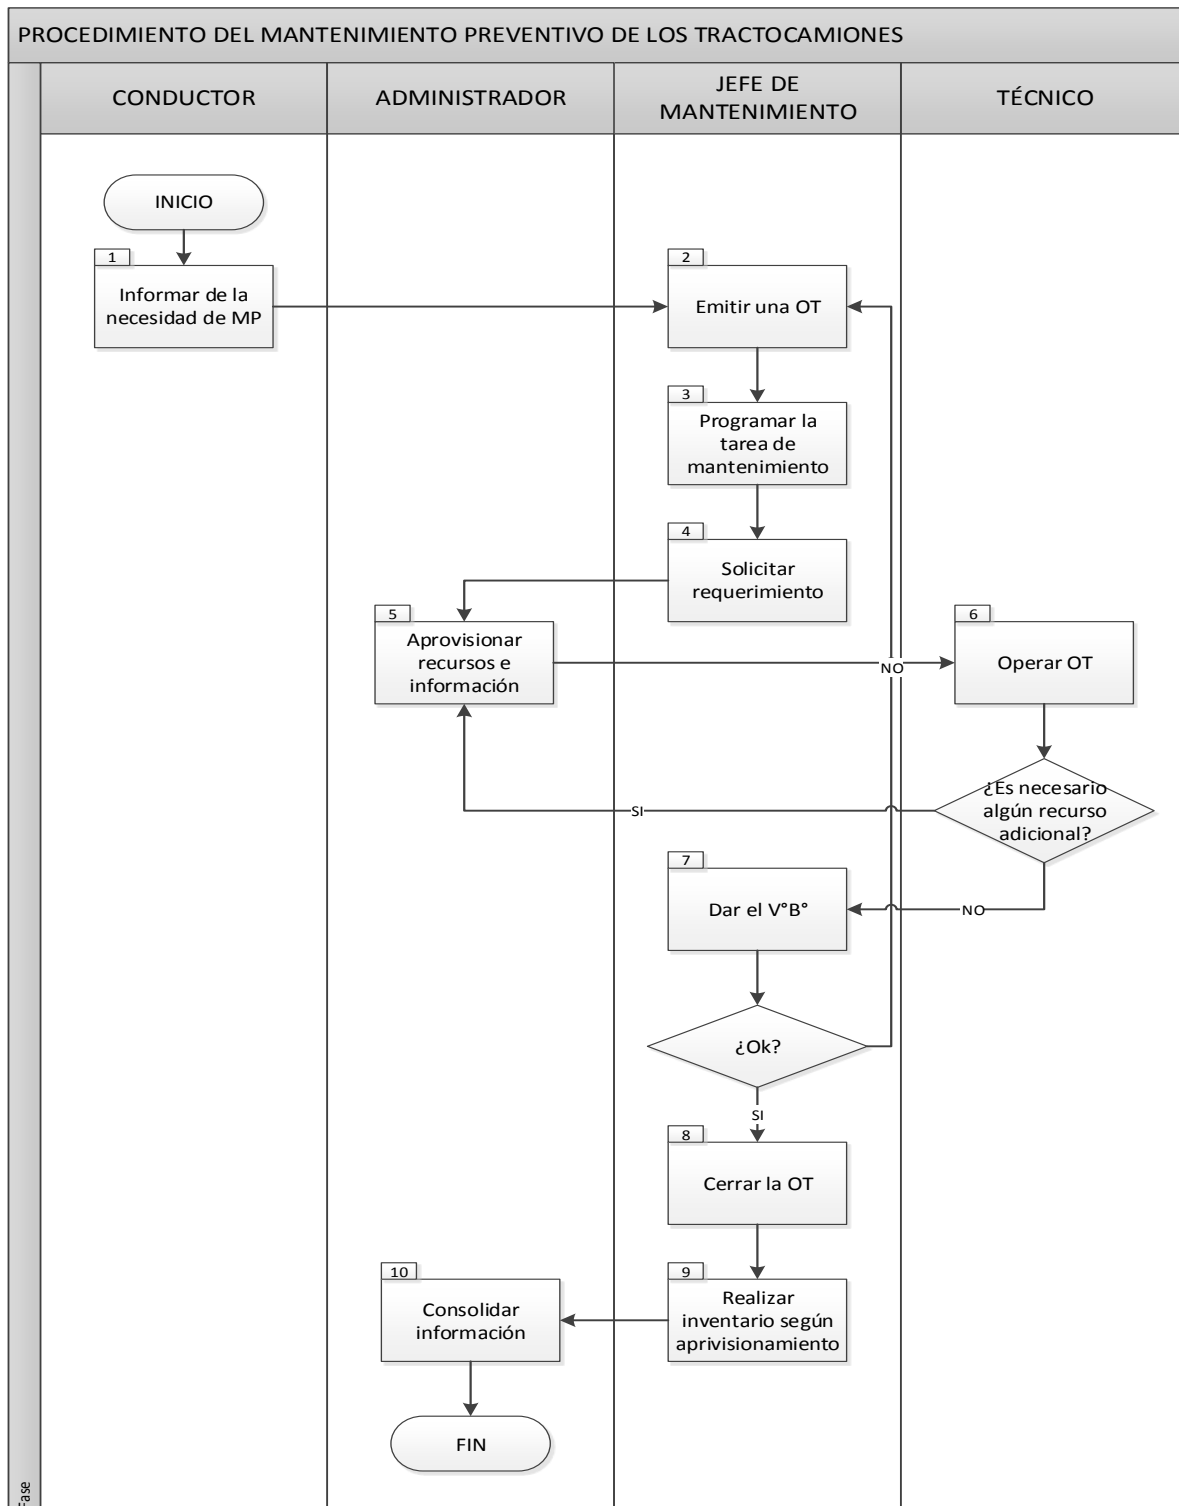 PROCEDIMIENTO DEL MANTENIMIENTO PREVENTIVO DE LOS TRACTOCAMIONES
CONDUCTOR
ADMINISTRADOR
JEFE DE
MANTENIMIENTO
TÉCNICO
INICIO
1
Informar de la
necesidad de MP
2
Emitir una OT
3
Programar la
tarea de
mantenimiento
4
Solicitar
requerimiento
5
Aprovisionar
recursos e
información
NO
6
Operar OT
¿Es necesario
algún recurso
adicional?
SI
7
Dar el V°B°
NO
¿Ok?
SI
8
Cerrar la OT
9
Realizar
inventario según
aprivisionamiento
10
Consolidar
información
FIN
Fase